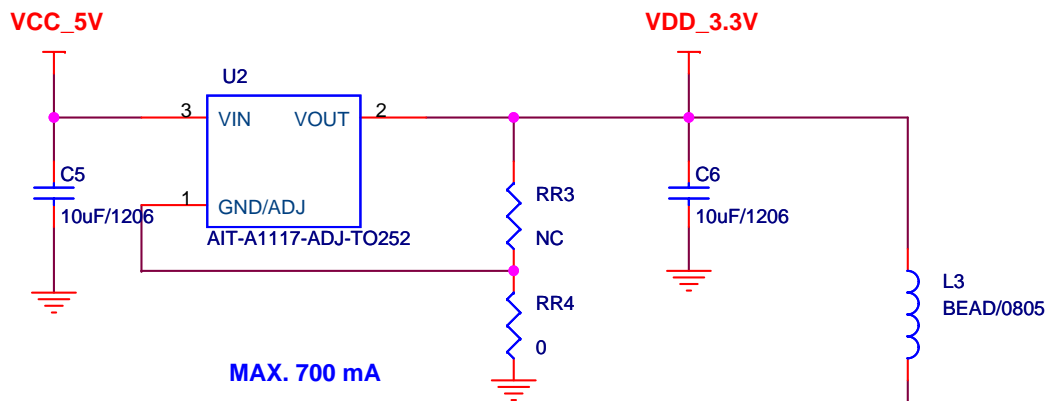 VCC_5V
VDD_3.3V
U2
3
VIN
VOUT
2
C5
10uF/1206
1
GND/ADJ
AIT-A1117-ADJ-TO252
RR3
NC
C6
10uF/1206
RR4
0
L3
BEAD/0805
MAX. 700 mA